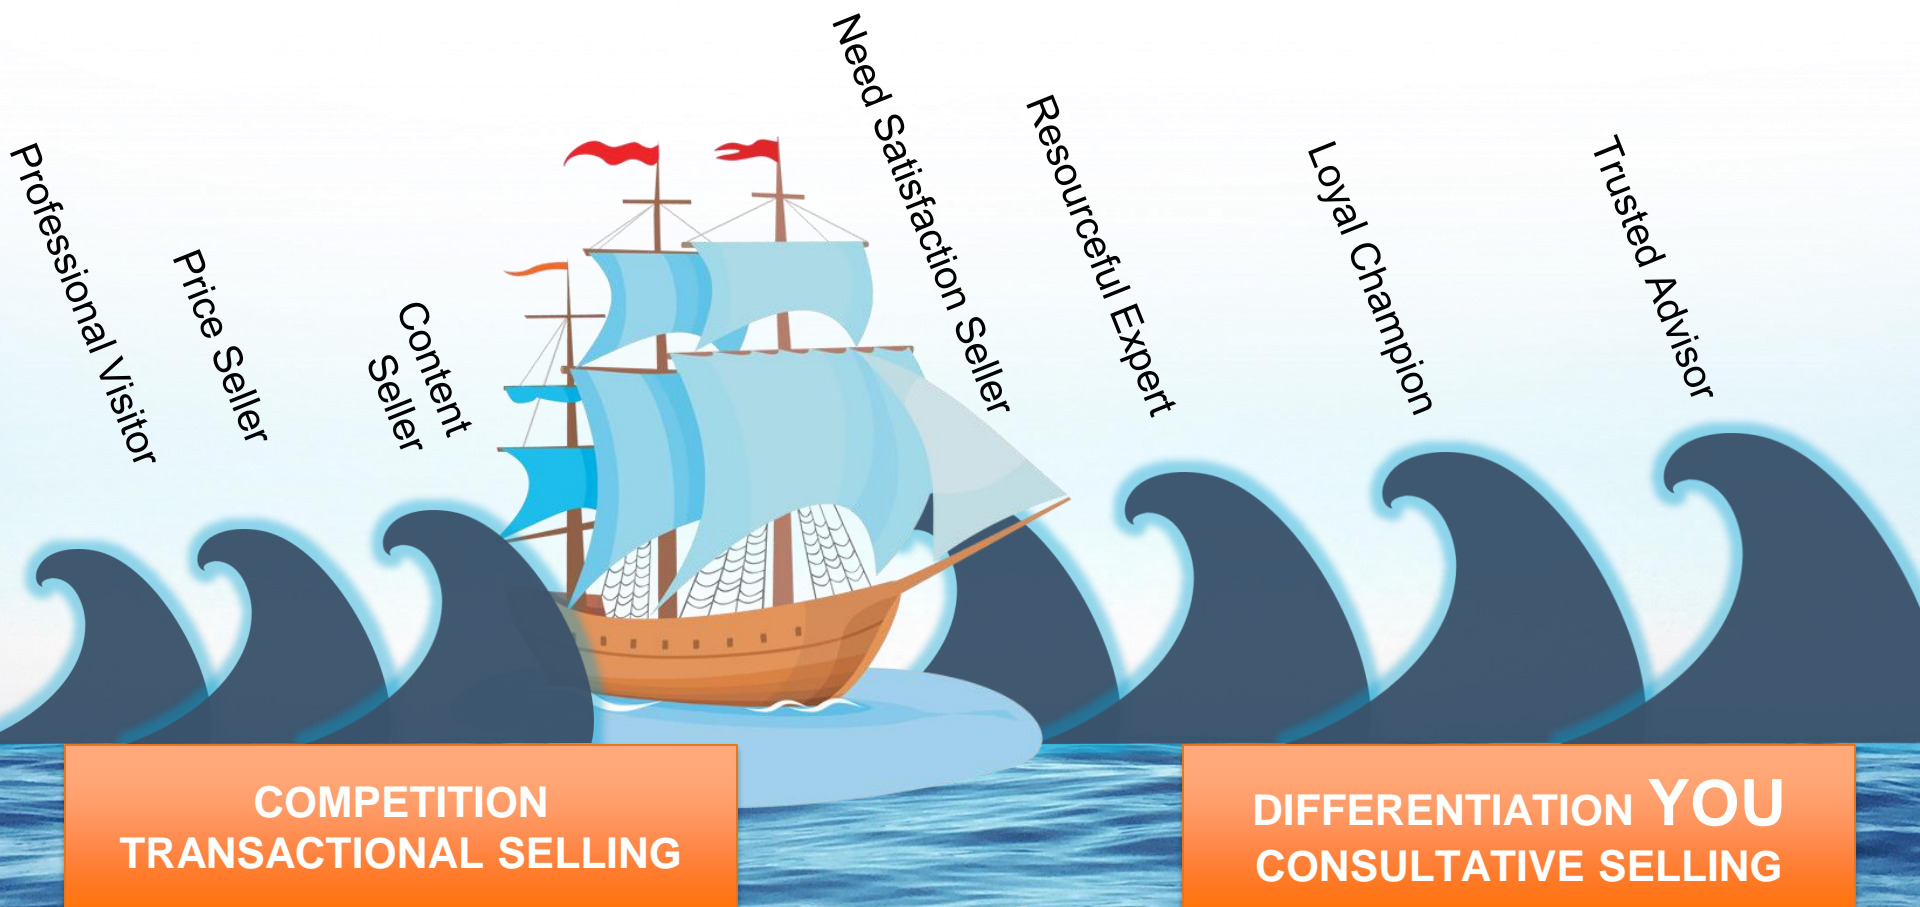 Professional Visitor
Price Seller
Content
Seller
Need Satisfaction Seller
Resourceful Expert
Loyal Champion
Trusted Advisor
COMPETITION
TRANSACTIONAL SELLING
DIFFERENTIATION YOU
CONSULTATIVE SELLING